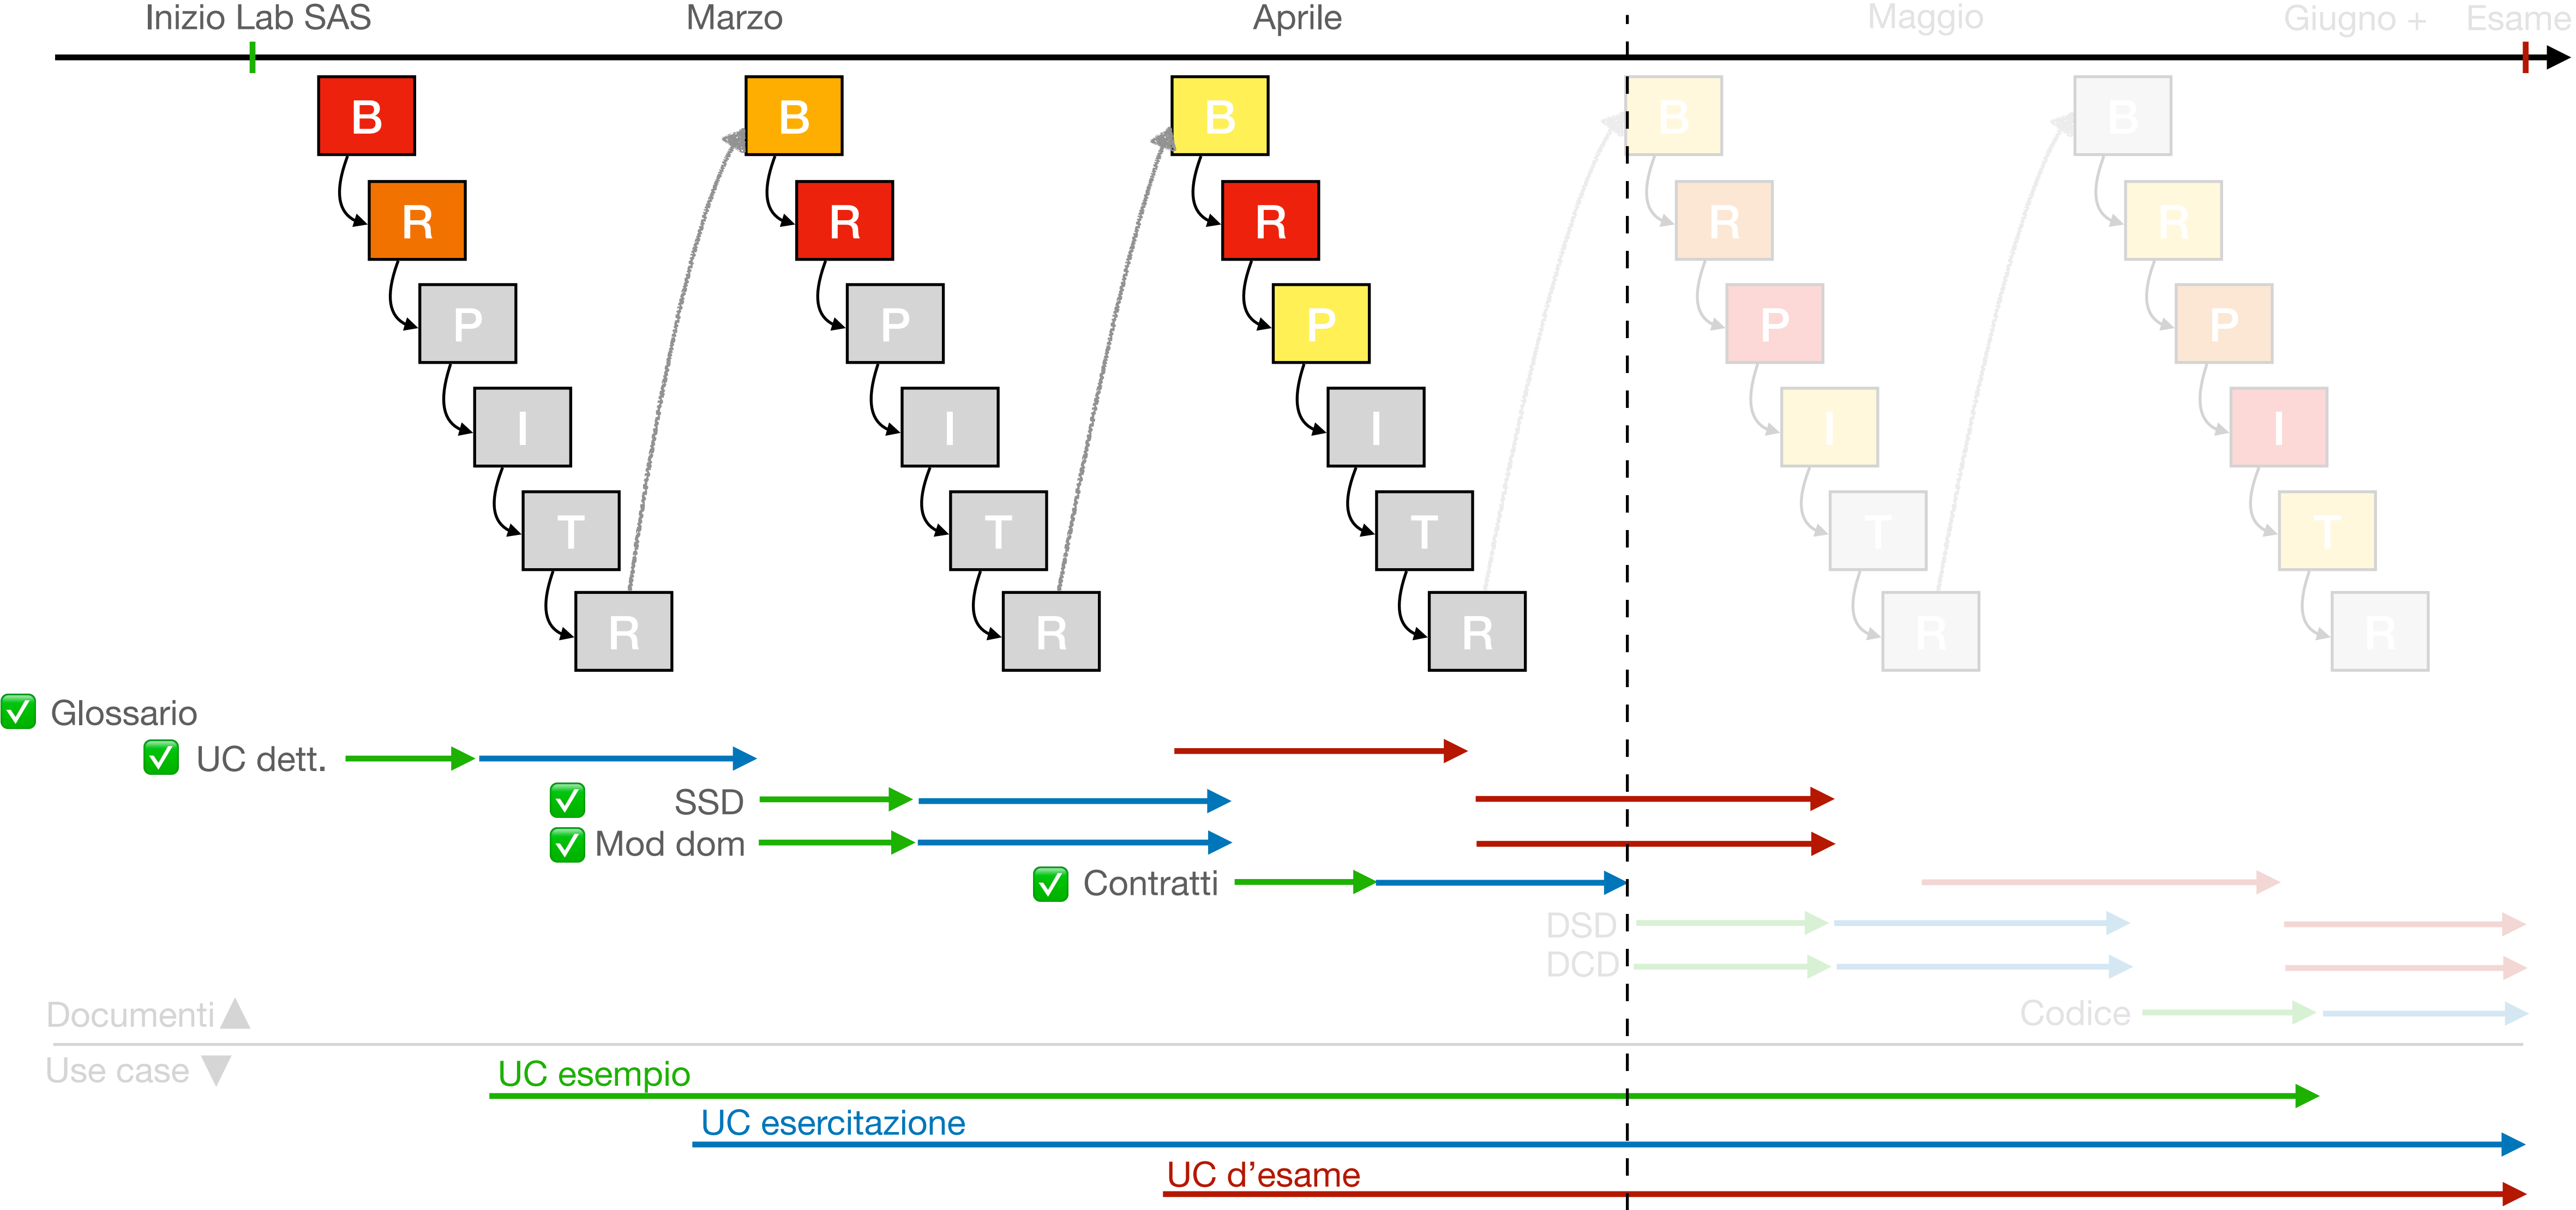 Inizio Lab SAS Marzo Aprile Maggio Giugno + Esame
B B B B B
R R R R R
P P P P P
I I I I I
T T T T T
R R R R R
Glossario
UC dett.
SSD
Mod dom
Contratti
DSD
DCD
Documenti
Codice
Use case
UC esempio
UC esercitazione
UC d’esame